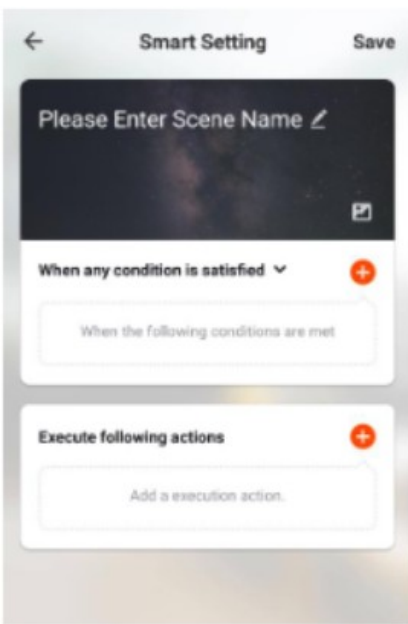 Smart Setting Save
Please Enter Scene Name
When any condition is satisfied
When the following conditions are met
Execute following actions
Add a execution action.